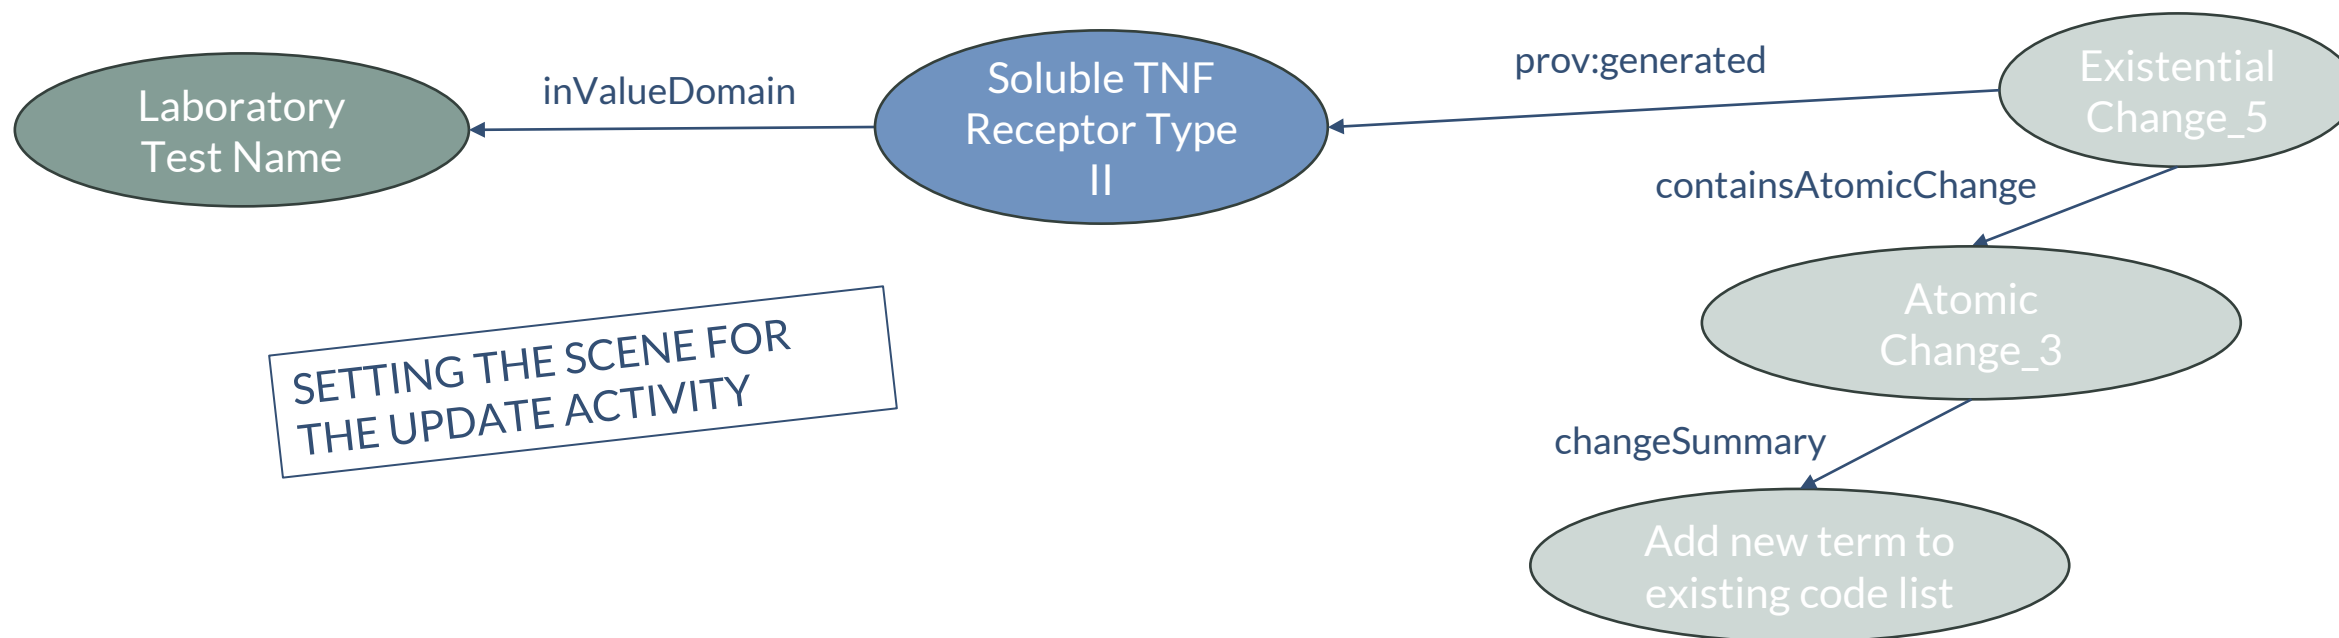 Laboratory
Test Name
inValueDomain
Soluble TNF
Receptor Type
II
prov:generated
Existential
Change_5
containsAtomicChange
Atomic
Change_3
changeSummary
Add new term to
existing code list
SETTING THE SCENE FOR
THE UPDATE ACTIVITY